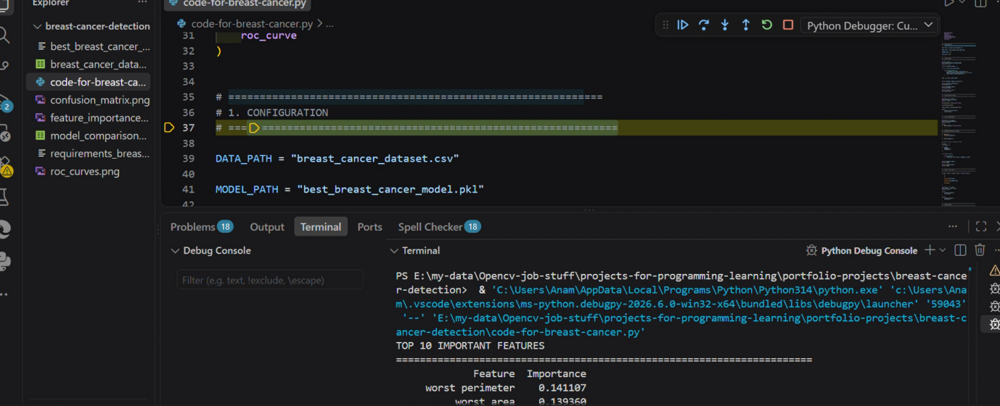 Explorer
breast-cancer-detection
best_breast_cancer_...
breast_cancer_data...
code-for-breast-ca...
confusion_matrix.png
feature_importance...
model_comparison...
requirements_breas...
roc_curves.png
2
code-for-breast-cancer.py
code-for-breast-cancer.py > ...
Python Debugger: Cu...
31 roc_curve
32 )
33
34
35 # ============================================================
36 # 1. CONFIGURATION
37 # ============================================================
38
39 DATA_PATH = "breast_cancer_dataset.csv"
40
41 MODEL_PATH = "best_breast_cancer_model.pkl"
42
Problems 18 Output Terminal Ports Spell Checker 18
Debug Console
Filter (e.g. text, !exclude, \escape)
Terminal
Python Debug Console
PS E:\my-data\Opencv-job-stuff\projects-for-programming-learning\portfolio-projects\breast-cance
r-detection> & 'C:\Users\Anam\AppData\Local\Programs\Python\Python314\python.exe' 'c:\Users\Ana
m\.vscode\extensions\ms-python.debugpy-2026.6.0-win32-x64\bundled\libs\debugpy\launcher' '59043'
'--' 'E:\my-data\Opencv-job-stuff\projects-for-programming-learning\portfolio-projects\breast-c
ancer-detection\code-for-breast-cancer.py'
TOP 10 IMPORTANT FEATURES
======================================================================
Feature Importance
worst perimeter 0.141107
worst area 0.139360